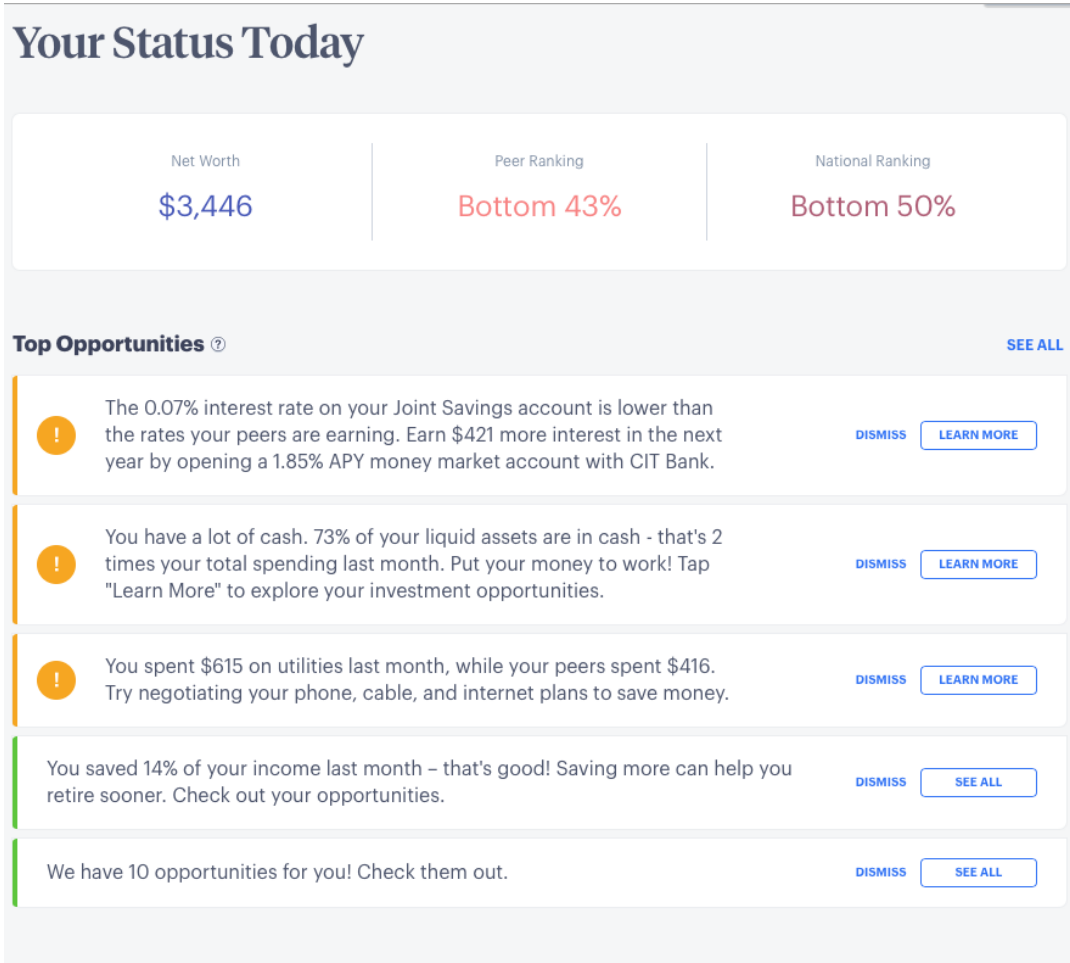 Your Status Today
Net Worth
Peer Ranking
National Ranking
$3,446
Bottom 43%
Bottom 50%
Top Opportunities ?
SEE ALL
!
The 0.07% interest rate on your Joint Savings account is lower than
the rates your peers are earning. Earn $421 more interest in the next
year by opening a 1.85% APY money market account with CIT Bank.
DISMISS
LEARN MORE
!
You have a lot of cash. 73% of your liquid assets are in cash - that's 2
times your total spending last month. Put your money to work! Tap
"Learn More" to explore your investment opportunities.
DISMISS
LEARN MORE
!
You spent $615 on utilities last month, while your peers spent $416.
Try negotiating your phone, cable, and internet plans to save money.
DISMISS
LEARN MORE
You saved 14% of your income last month – that's good! Saving more can help you
retire sooner. Check out your opportunities.
DISMISS
SEE ALL
We have 10 opportunities for you! Check them out.
DISMISS
SEE ALL